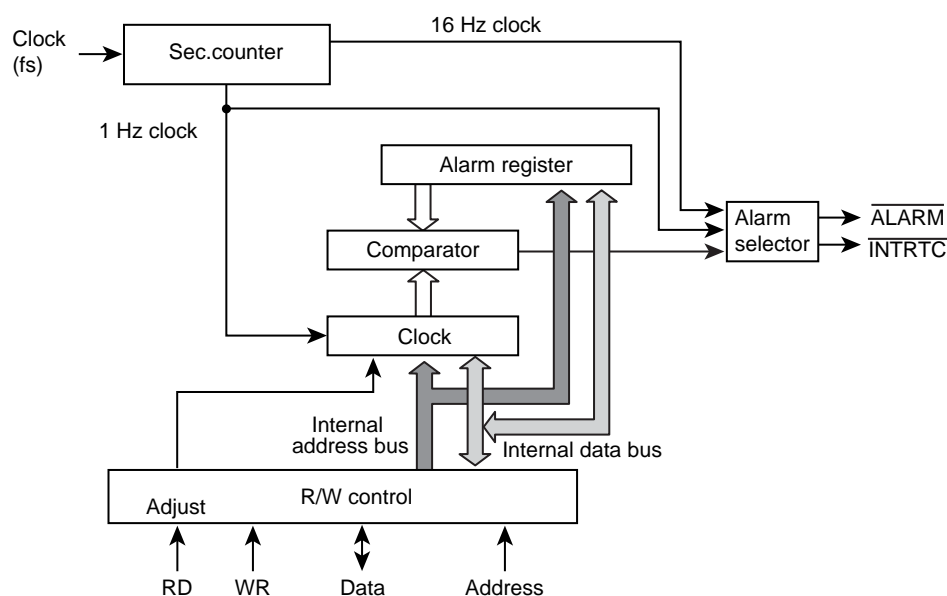 16 Hz clock
Clock
(fs)
Sec.counter
1 Hz clock
Alarm register
Alarm
selector
ALARM
INTRTC
Comparator
Clock
Internal
address bus
Internal data bus
R/W control
Adjust
RD
WR
Data
Address